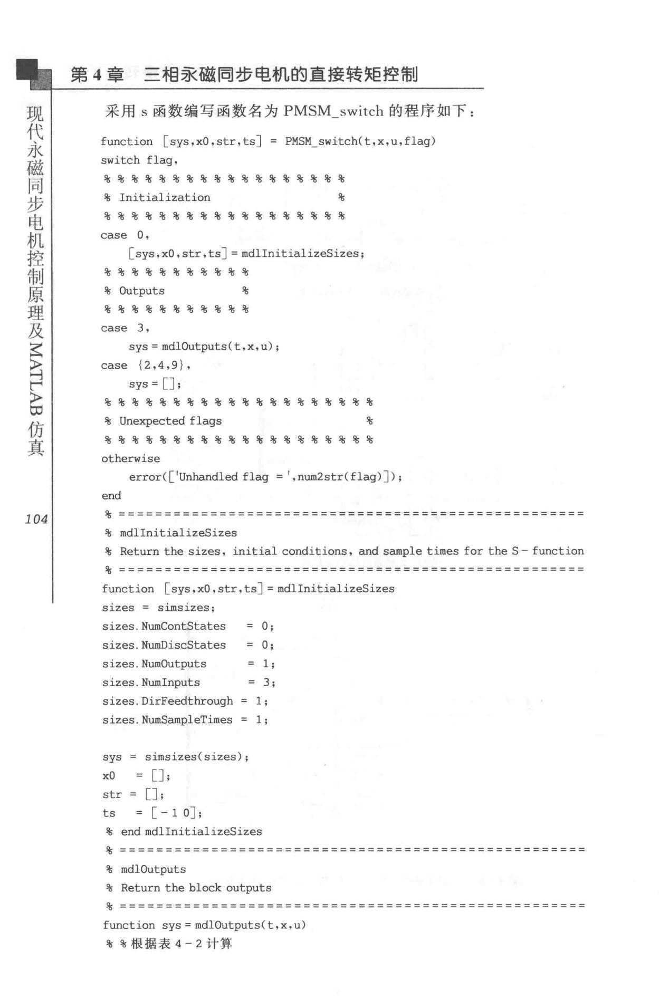 第 4 章 三相永磁同步电机的直接转矩控制
现代永磁同步电机控制原理及MATLAB仿真
104
采用 s 函数编写函数名为 PMSM_switch 的程序如下：
function [sys,x0,str,ts] = PMSM_switch(t,x,u,flag)
switch flag,
% % % % % % % % % % % % % % % % % %
% Initialization %
% % % % % % % % % % % % % % % % % %
case 0,
[sys,x0,str,ts] = mdlInitializeSizes;
% % % % % % % % % % %
% Outputs %
% % % % % % % % % % %
case 3,
sys = mdlOutputs(t,x,u);
case {2,4,9},
sys = [];
% % % % % % % % % % % % % % % % % % % %
% Unexpected flags %
% % % % % % % % % % % % % % % % % % % %
otherwise
error(['Unhandled flag = ',num2str(flag)]);
end
% ===================================================
% mdlInitializeSizes
% Return the sizes, initial conditions, and sample times for the S - function
% ===================================================
function [sys,x0,str,ts] = mdlInitializeSizes
sizes = simsizes;
sizes. NumContStates = 0;
sizes. NumDiscStates = 0;
sizes. NumOutputs = 1;
sizes. NumInputs = 3;
sizes. DirFeedthrough = 1;
sizes. NumSampleTimes = 1;
sys = simsizes(sizes);
x0 = [];
str = [];
ts = [ - 1 0];
% end mdlInitializeSizes
% ===================================================
% mdlOutputs
% Return the block outputs
% ===================================================
function sys = mdlOutputs(t,x,u)
% % 根据表 4 - 2 计算